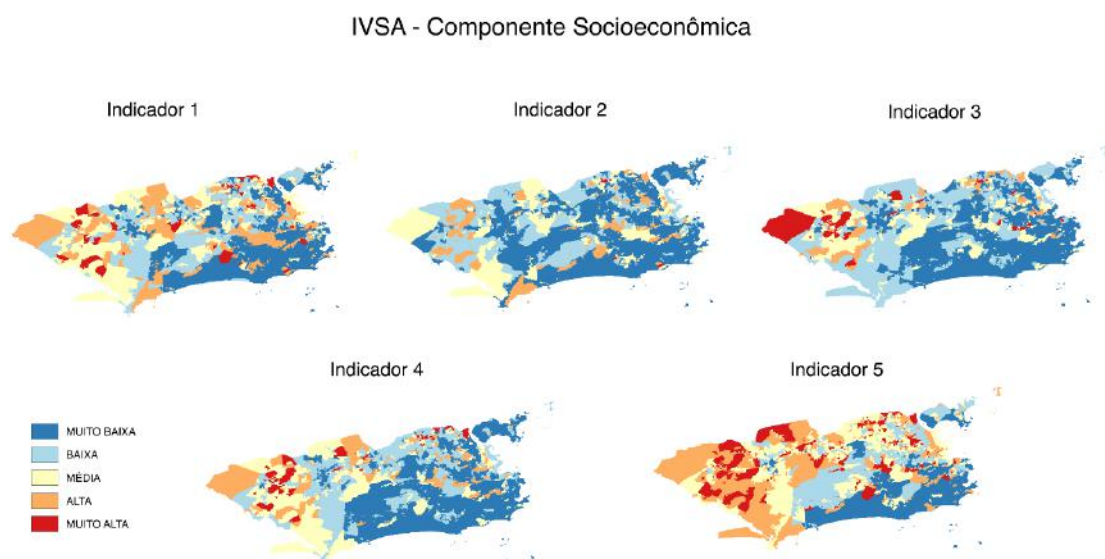 IVSA - Componente Socioeconômica
Indicador 1
Indicador 2
Indicador 3
Indicador 4
Indicador 5
MUITO BAIXA
BAIXA
MÉDIA
ALTA
MUITO ALTA